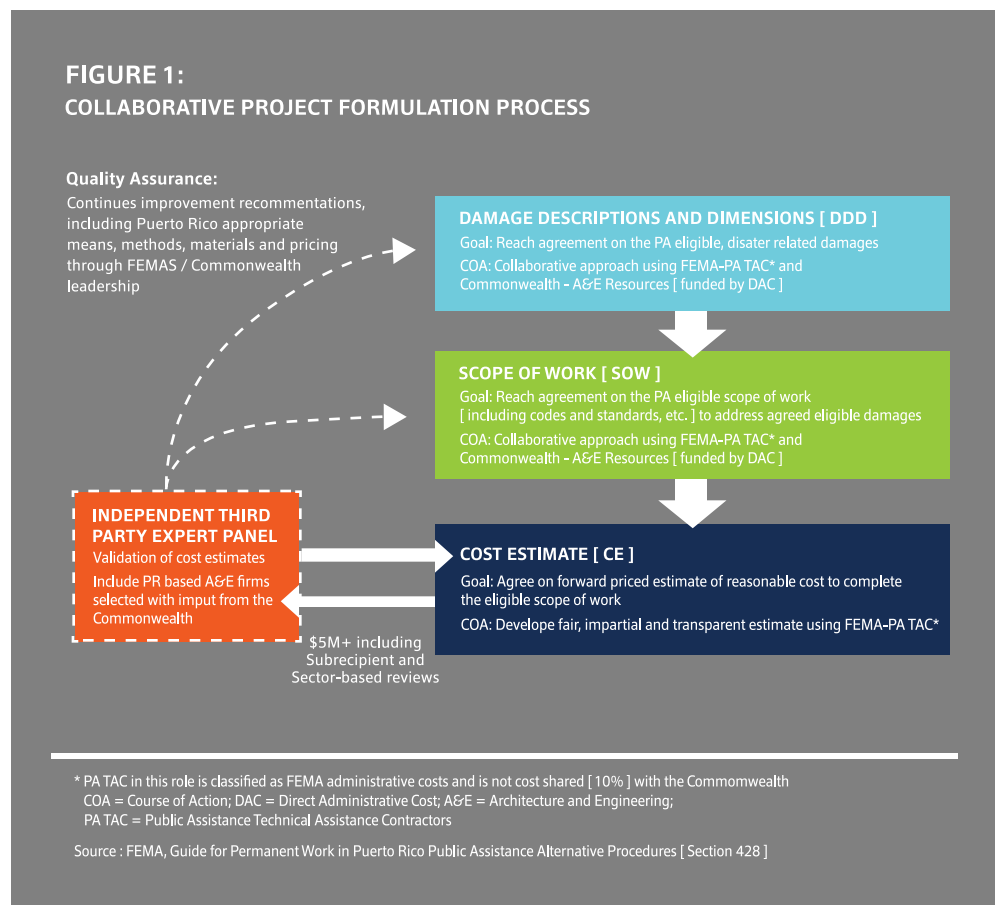 FIGURE 1:
COLLABORATIVE PROJECT FORMULATION PROCESS
Quality Assurance:
Continues improvement recommentations,
including Puerto Rico appropriate
means, methods, materials and pricing
through FEMAS / Commonwealth
leadership
DAMAGE DESCRIPTIONS AND DIMENSIONS [ DDD ]
Goal: Reach agreement on the PA eligible, disater related damages
COA: Collaborative approach using FEMA-PA TAC* and
Commonwealth - A&E Resources [ funded by DAC ]
SCOPE OF WORK [ SOW ]
Goal: Reach agreement on the PA eligible scope of work
[ including codes and standards, etc. ] to address agreed eligible damages
COA: Collaborative approach using FEMA-PA TAC* and
Commonwealth - A&E Resources [ funded by DAC ]
INDEPENDENT THIRD
PARTY EXPERT PANEL
Validation of cost estimates
Include PR based A&E firms
selected with imput from the
Commonwealth
COST ESTIMATE [ CE ]
Goal: Agree on forward priced estimate of reasonable cost to complete
the eligible scope of work
COA: Develope fair, impartial and transparent estimate using FEMA-PA TAC*
$5M+ including
Subrecipient and
Sector-based reviews
* PA TAC in this role is classified as FEMA administrative costs and is not cost shared [ 10% ] with the Commomwealth
COA = Course of Action; DAC = Direct Administrative Cost; A&E = Architecture and Engineering;
PA TAC = Public Assistance Technical Assistance Contractors
Source : FEMA, Guide for Permanent Work in Puerto Rico Public Assistance Alternative Procedures [ Section 428 ]